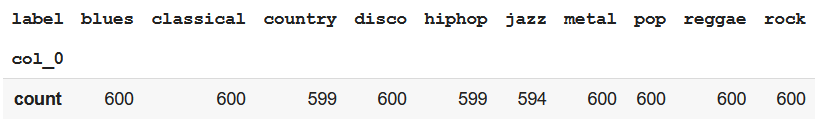 label blues classical country disco hiphop jazz metal pop reggae rock
col_0
count 600 600 599 600 599 594 600 600 600 600